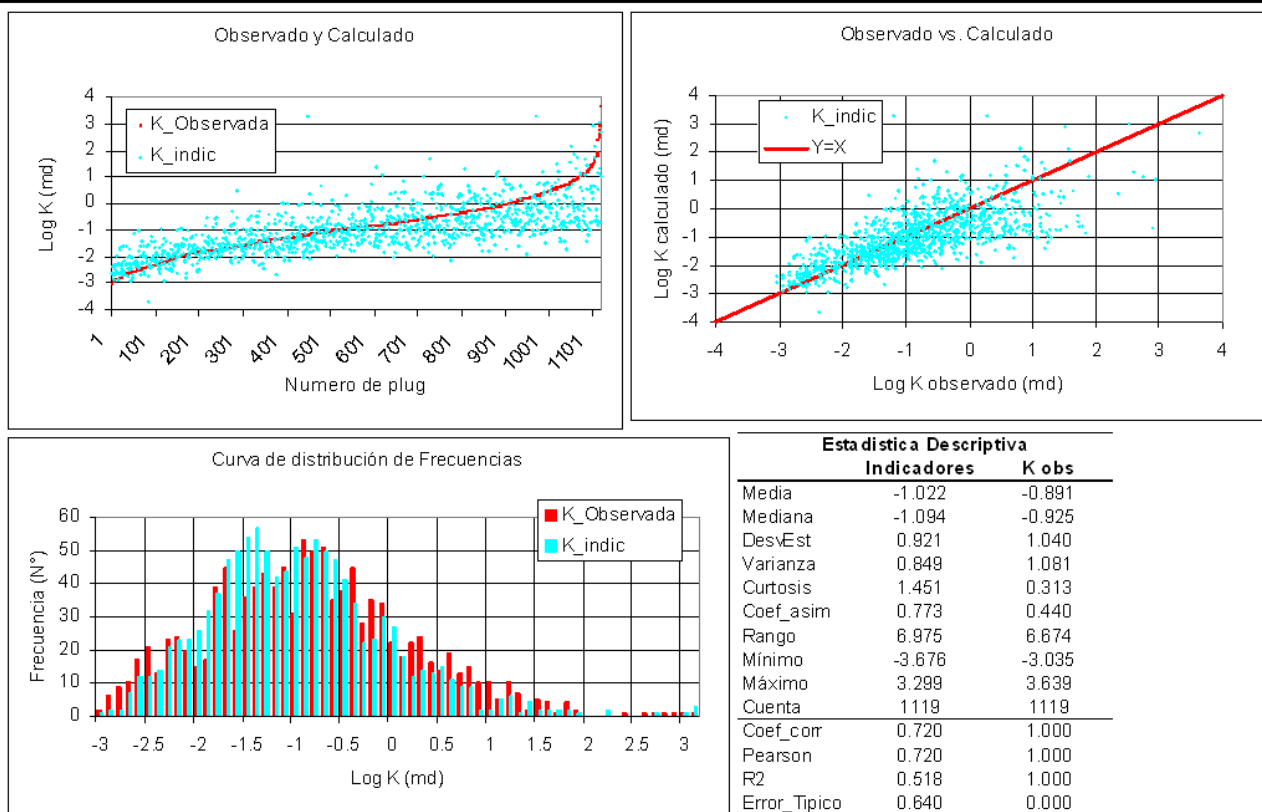 Observado y Calculado
Log K (md)
4
3
2
1
0
-1
-2
-3
-4
K_Observada
K_indic
1
101
201
301
401
501
601
701
801
901
1001
1101
Numero de plug
Observado vs. Calculado
Log K calculado (md)
4
3
2
1
0
-1
-2
-3
-4
K_indic
Y=X
-4
-3
-2
-1
0
1
2
3
4
Log K observado (md)
Curva de distribución de Frecuencias
Frecuencia (N°)
60
50
40
30
20
10
0
K_Observada
K_indic
-3
-2.5
-2
-1.5
-1
-0.5
0
0.5
1
1.5
2
2.5
3
Log K (md)
Estadistica Descriptiva
Indicadores K obs
Media -1.022 -0.891
Mediana -1.094 -0.925
DesvEst 0.921 1.040
Varianza 0.849 1.081
Curtosis 1.451 0.313
Coef_asim 0.773 0.440
Rango 6.975 6.674
Mínimo -3.676 -3.035
Máximo 3.299 3.639
Cuenta 1119 1119
Coef_corr 0.720 1.000
Pearson 0.720 1.000
R2 0.518 1.000
Error_Tipico 0.640 0.000